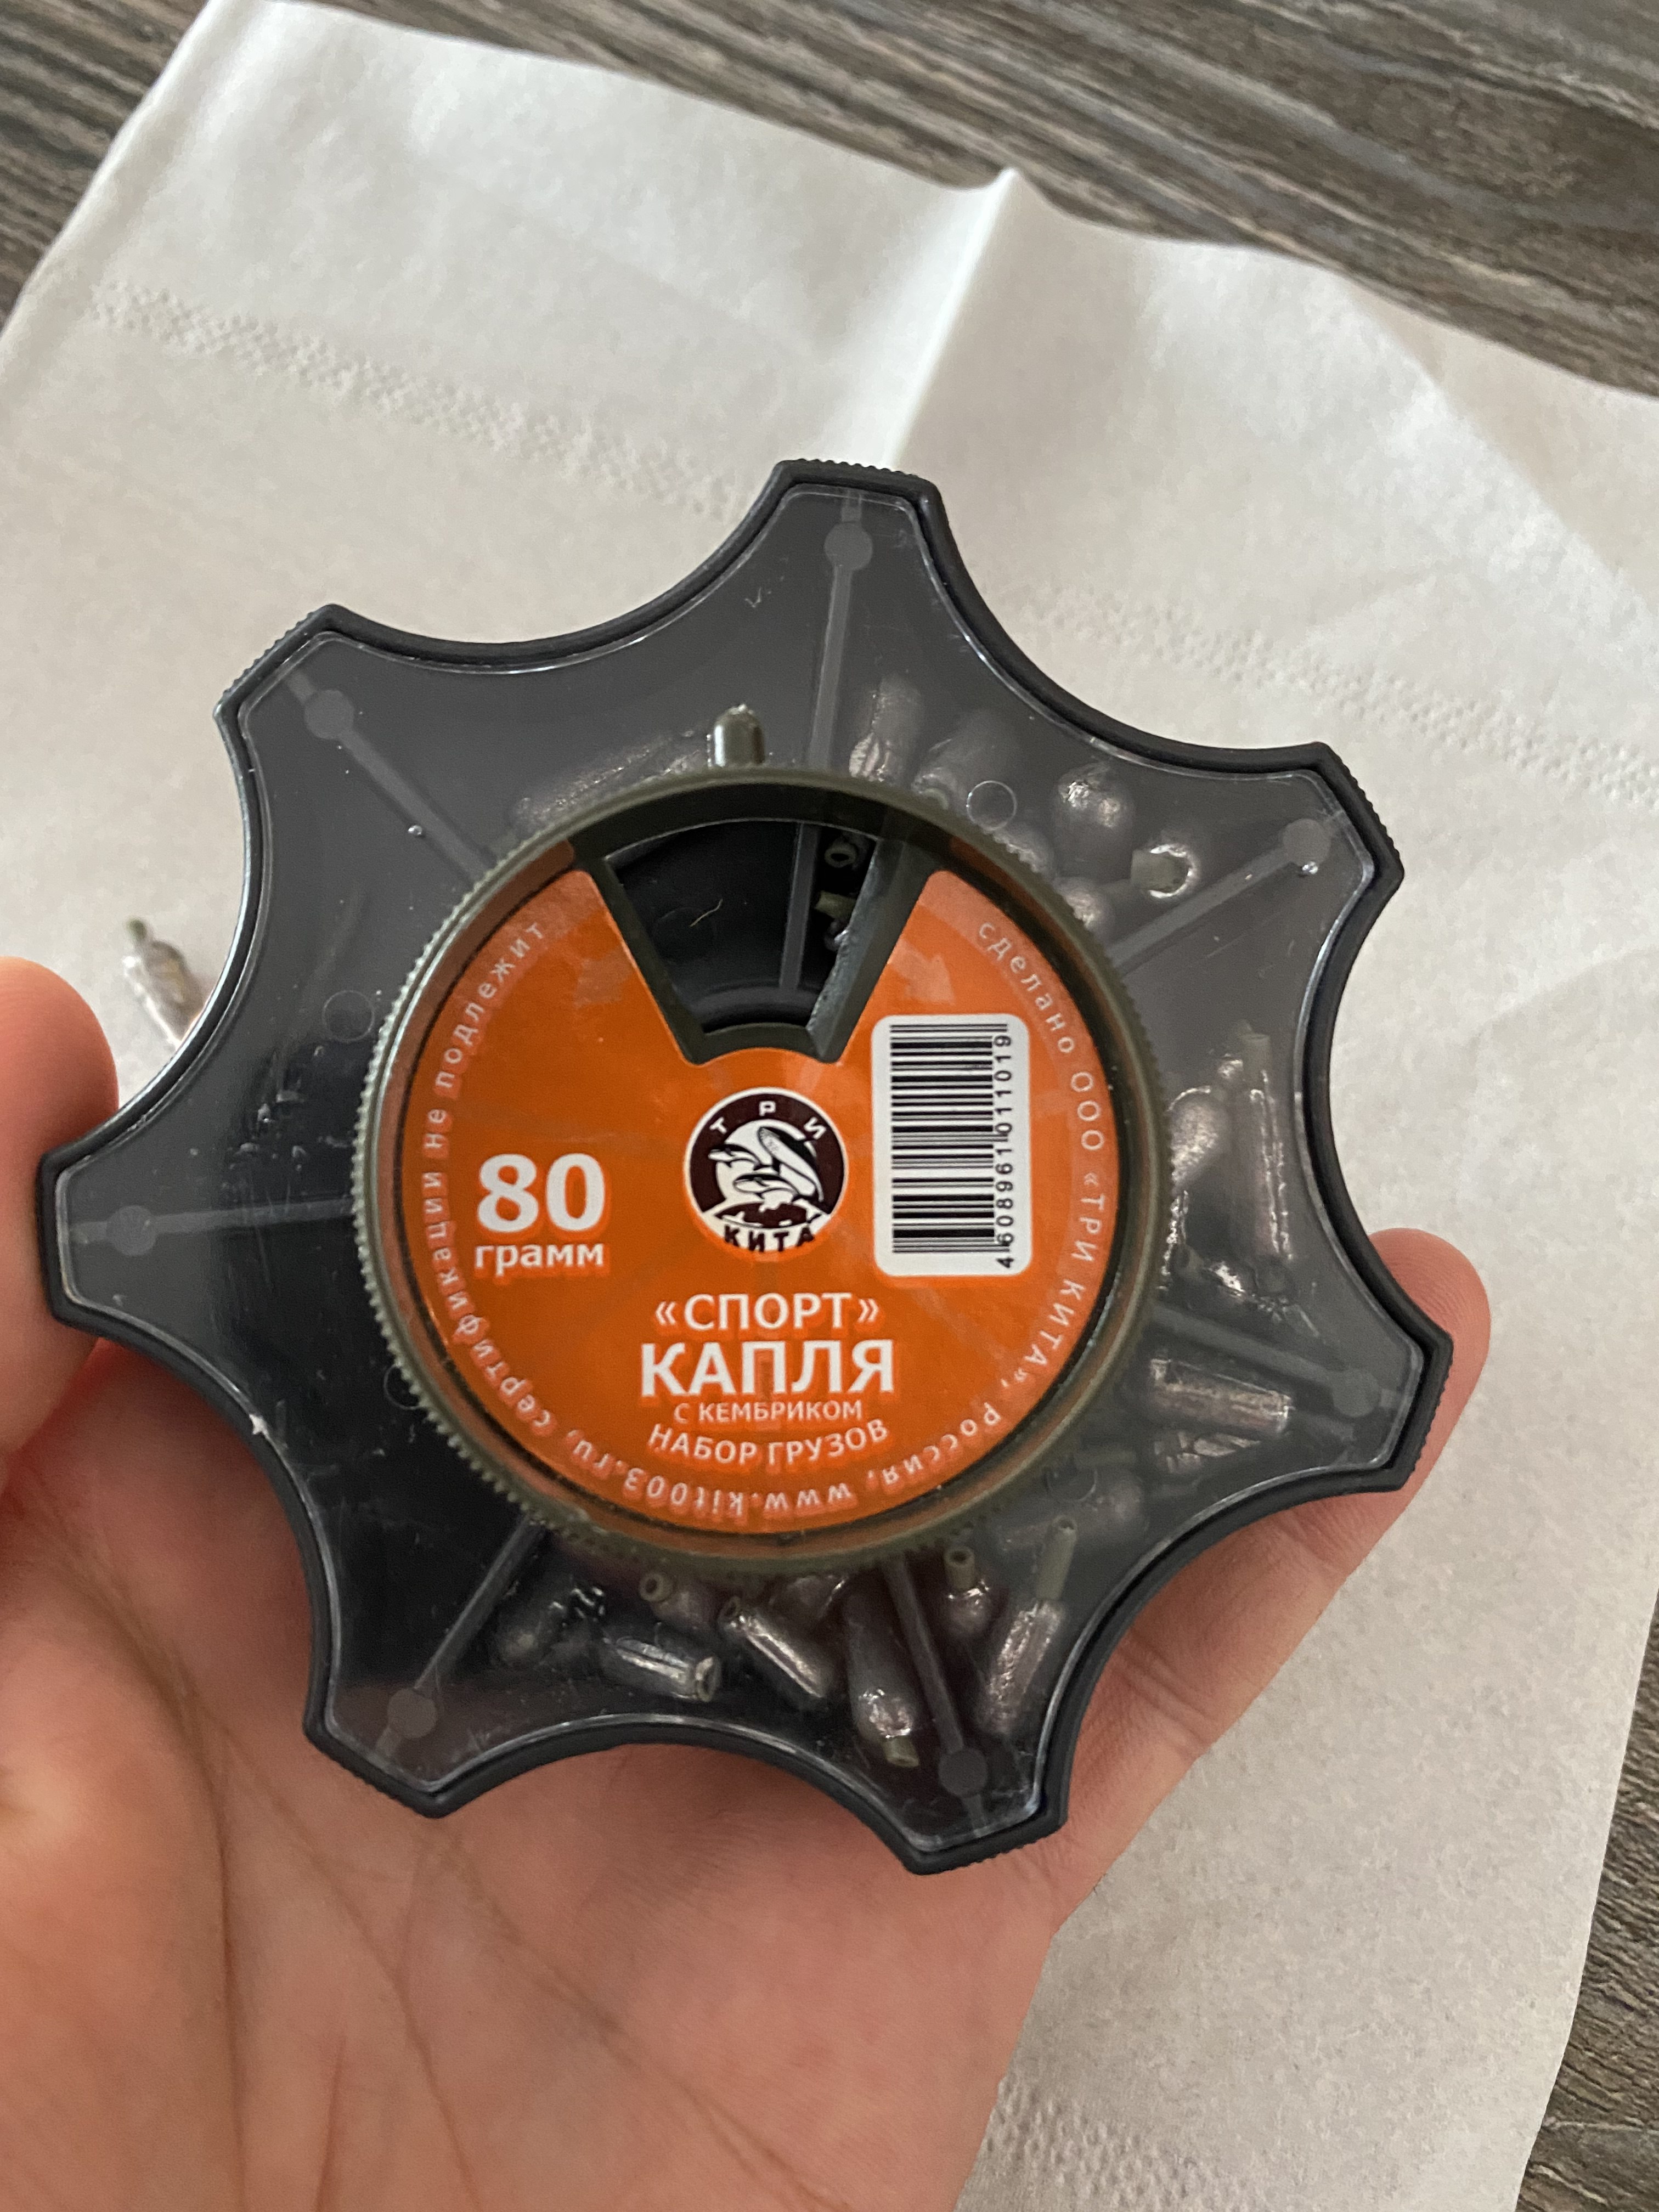 ТРИ
КИТА
80
грамм
«СПОРТ»
КАПЛЯ
С КЕМБРИКОМ
НАБОР ГРУЗОВ
4 608961 011019
сделано ООО «ТРИ КИТА», Россия, www.kit003.ru, сертификации не подлежит